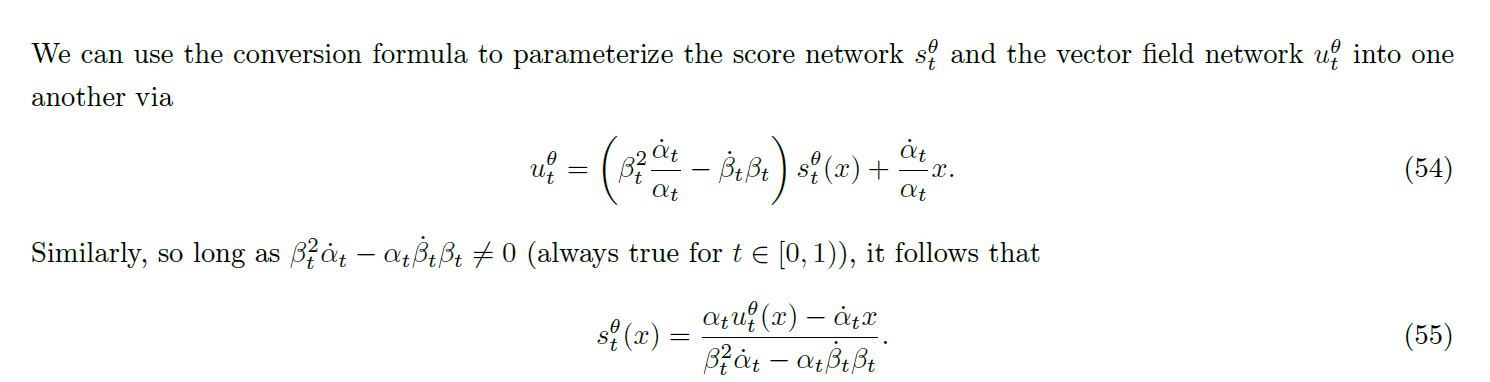 We can use the conversion formula to parameterize the score network $s_t^\theta$ and the vector field network $u_t^\theta$ into one
another via
$$u_t^\theta = \left( \beta_t^2 \frac{\dot{\alpha}_t}{\alpha_t} - \dot{\beta}_t \beta_t \right) s_t^\theta(x) + \frac{\dot{\alpha}_t}{\alpha_t} x. \quad (54)$$
Similarly, so long as $\beta_t^2 \dot{\alpha}_t - \alpha_t \dot{\beta}_t \beta_t \neq 0$ (always true for $t \in [0, 1)$), it follows that
$$s_t^\theta(x) = \frac{\alpha_t u_t^\theta(x) - \dot{\alpha}_t x}{\beta_t^2 \dot{\alpha}_t - \alpha_t \dot{\beta}_t \beta_t}. \quad (55)$$